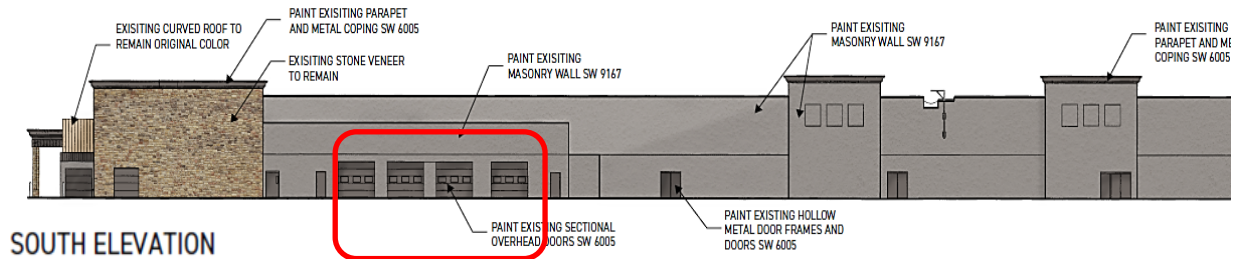 EXISITING CURVED ROOF TO
REMAIN ORIGINAL COLOR
PAINT EXISITING PARAPET
AND METAL COPING SW 6005
EXISITING STONE VENEER
TO REMAIN
PAINT EXISITING
MASONRY WALL SW 9167
PAINT EXISITING
MASONRY WALL SW 9167
PAINT EXISITING
PARAPET AND ME
COPING SW 6005
PAINT EXISTING SECTIONAL
OVERHEAD DOORS SW 6005
PAINT EXISTING HOLLOW
METAL DOOR FRAMES AND
DOORS SW 6005
SOUTH ELEVATION